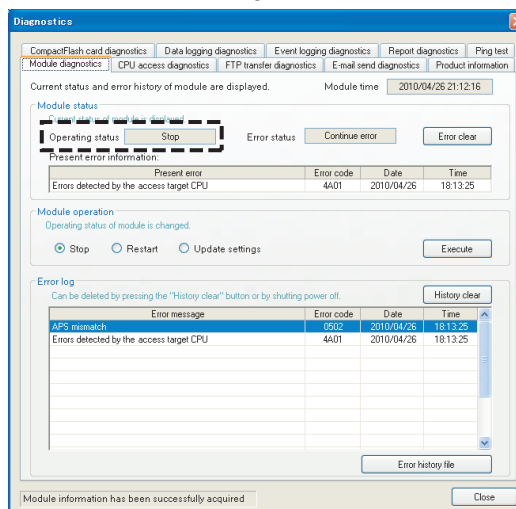 Diagnostics
CompactFlash card diagnostics Data logging diagnostics Event logging diagnostics Report diagnostics Ping test
Module diagnostics CPU access diagnostics FTP transfer diagnostics E-mail send diagnostics Product information
Current status and error history of module are displayed. Module time 2010/04/26 21:12:16
Module status
Current status of module is displayed.
Operating status Stop Error status Continue error Error clear
Present error information:
Present error Error code Date Time
Errors detected by the access target CPU 4A01 2010/04/26 18:13:25
Module operation
Operating status of module is changed.
Stop Restart Update settings Execute
Error log
Can be deleted by pressing the "History clear" button or by shutting power off. History clear
Error message Error code Date Time
APS mismatch 0502 2010/04/26 18:13:25
Errors detected by the access target CPU 4A01 2010/04/26 18:13:25
Error history file
Module information has been successfully acquired Close